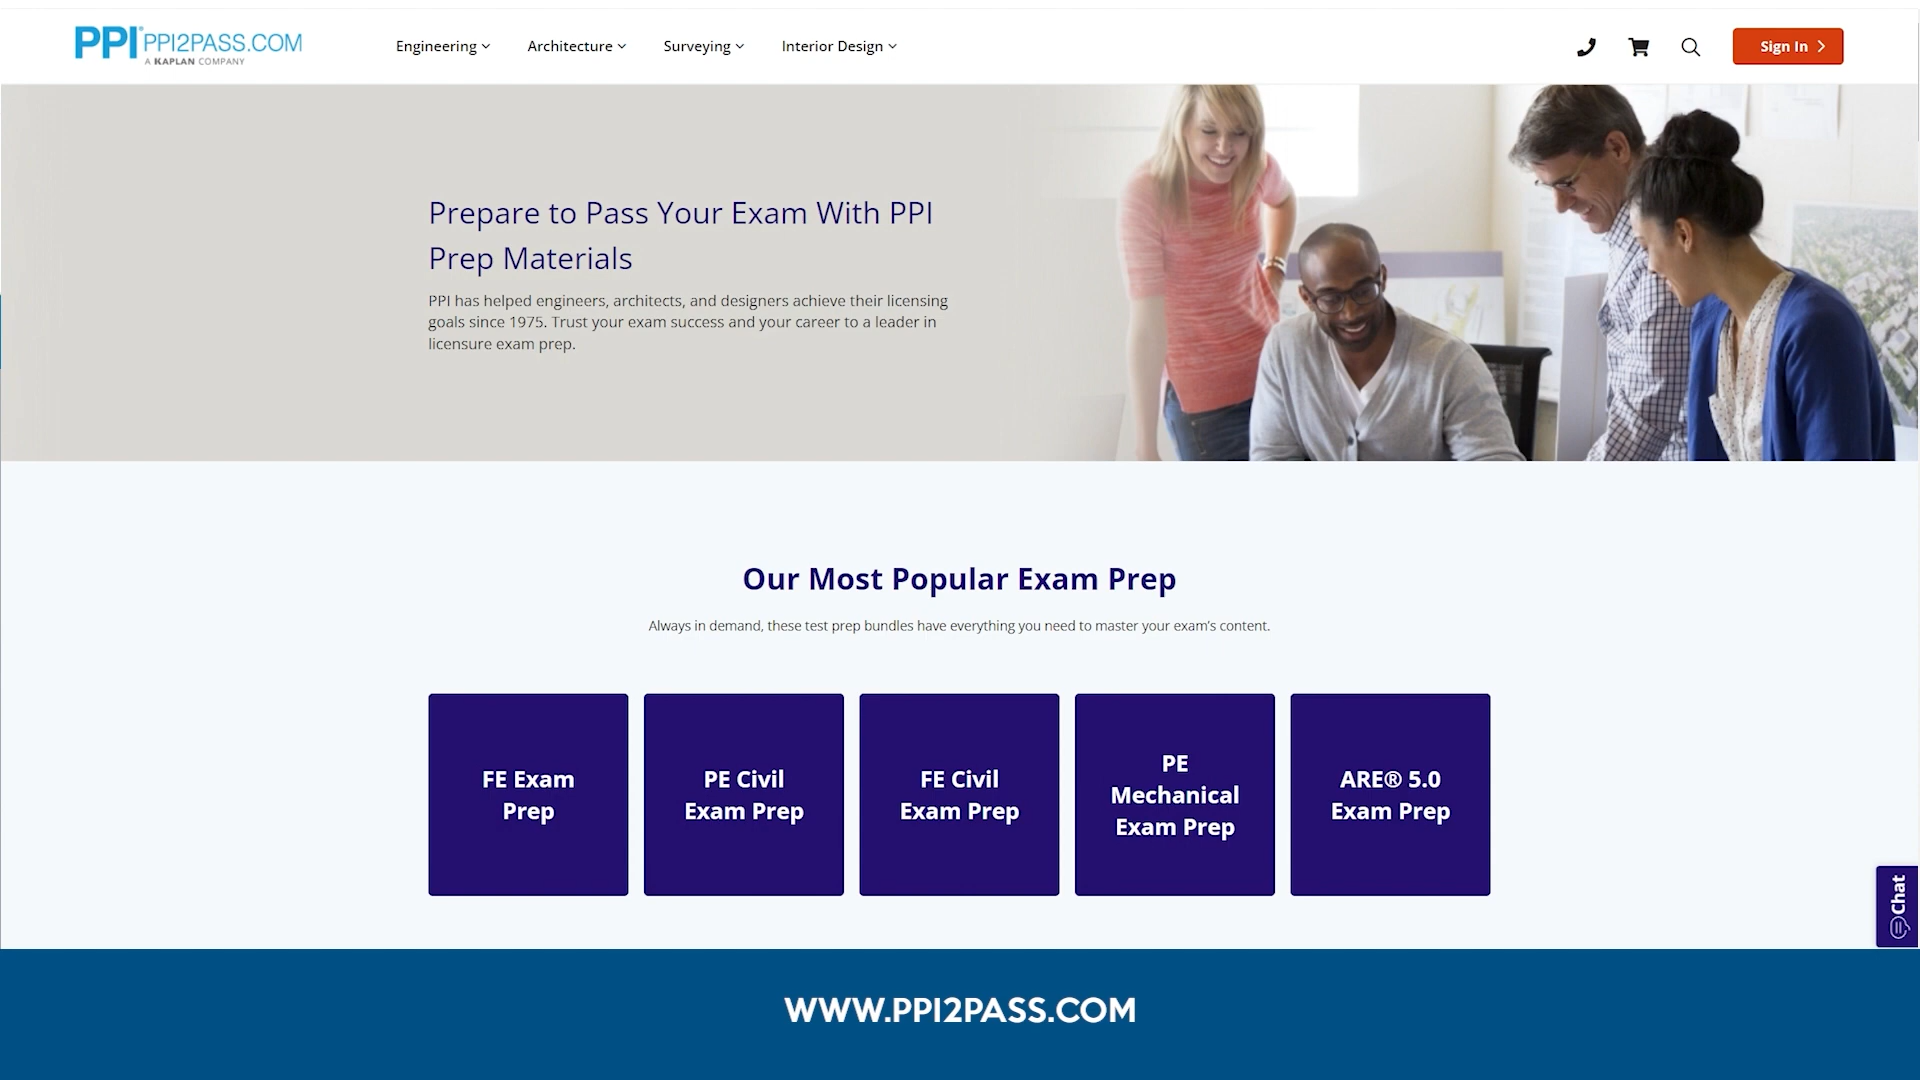 PPI® PPI2PASS.COM
A KAPLAN COMPANY
Engineering
Architecture
Surveying
Interior Design
Sign In
Prepare to Pass Your Exam With PPI
Prep Materials
PPI has helped engineers, architects, and designers achieve their licensing
goals since 1975. Trust your exam success and your career to a leader in
licensure exam prep.
Our Most Popular Exam Prep
Always in demand, these test prep bundles have everything you need to master your exam’s content.
FE Exam
Prep
PE Civil
Exam Prep
FE Civil
Exam Prep
PE
Mechanical
Exam Prep
ARE® 5.0
Exam Prep
Chat
WWW.PPI2PASS.COM